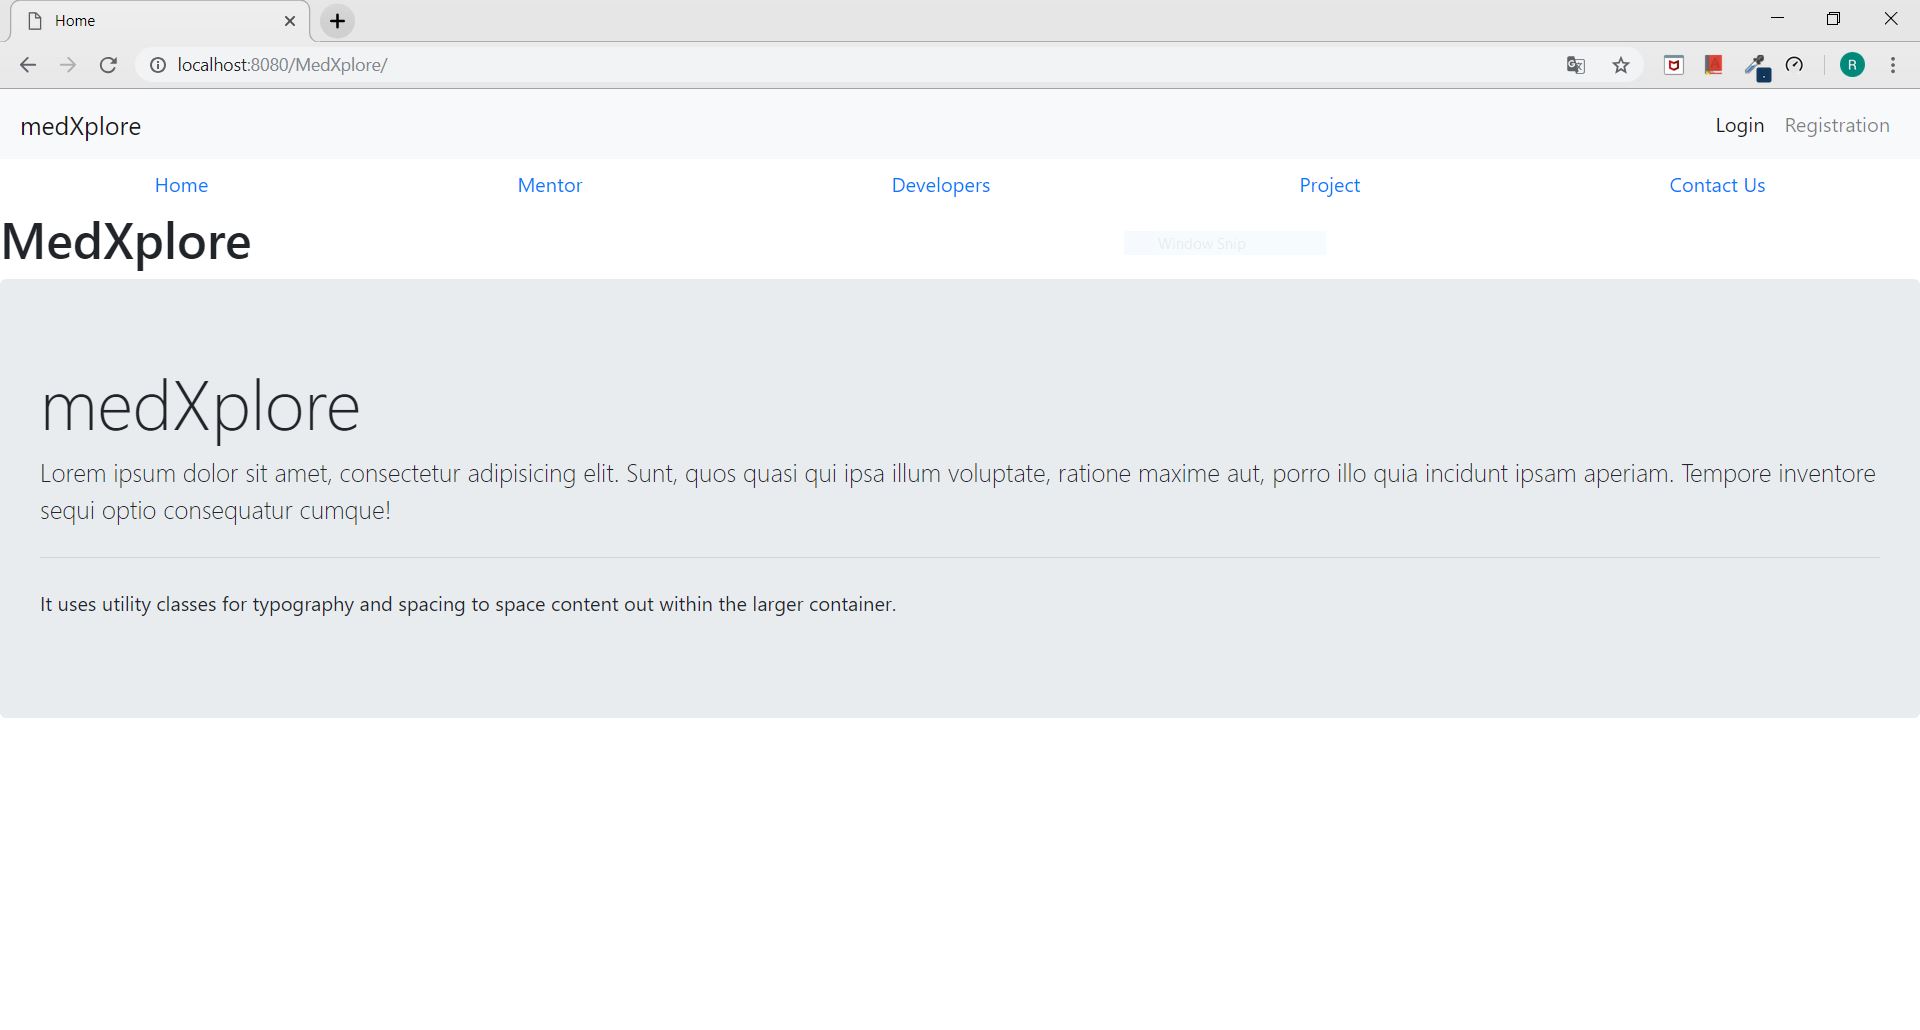 Home
localhost:8080/MedXplore/
R
medXplore
Login Registration
Home Mentor Developers Project Contact Us
MedXplore
Window Snip
medXplore
Lorem ipsum dolor sit amet, consectetur adipisicing elit. Sunt, quos quasi qui ipsa illum voluptate, ratione maxime aut, porro illo quia incidunt ipsam aperiam. Tempore inventore
sequi optio consequatur cumque!
It uses utility classes for typography and spacing to space content out within the larger container.